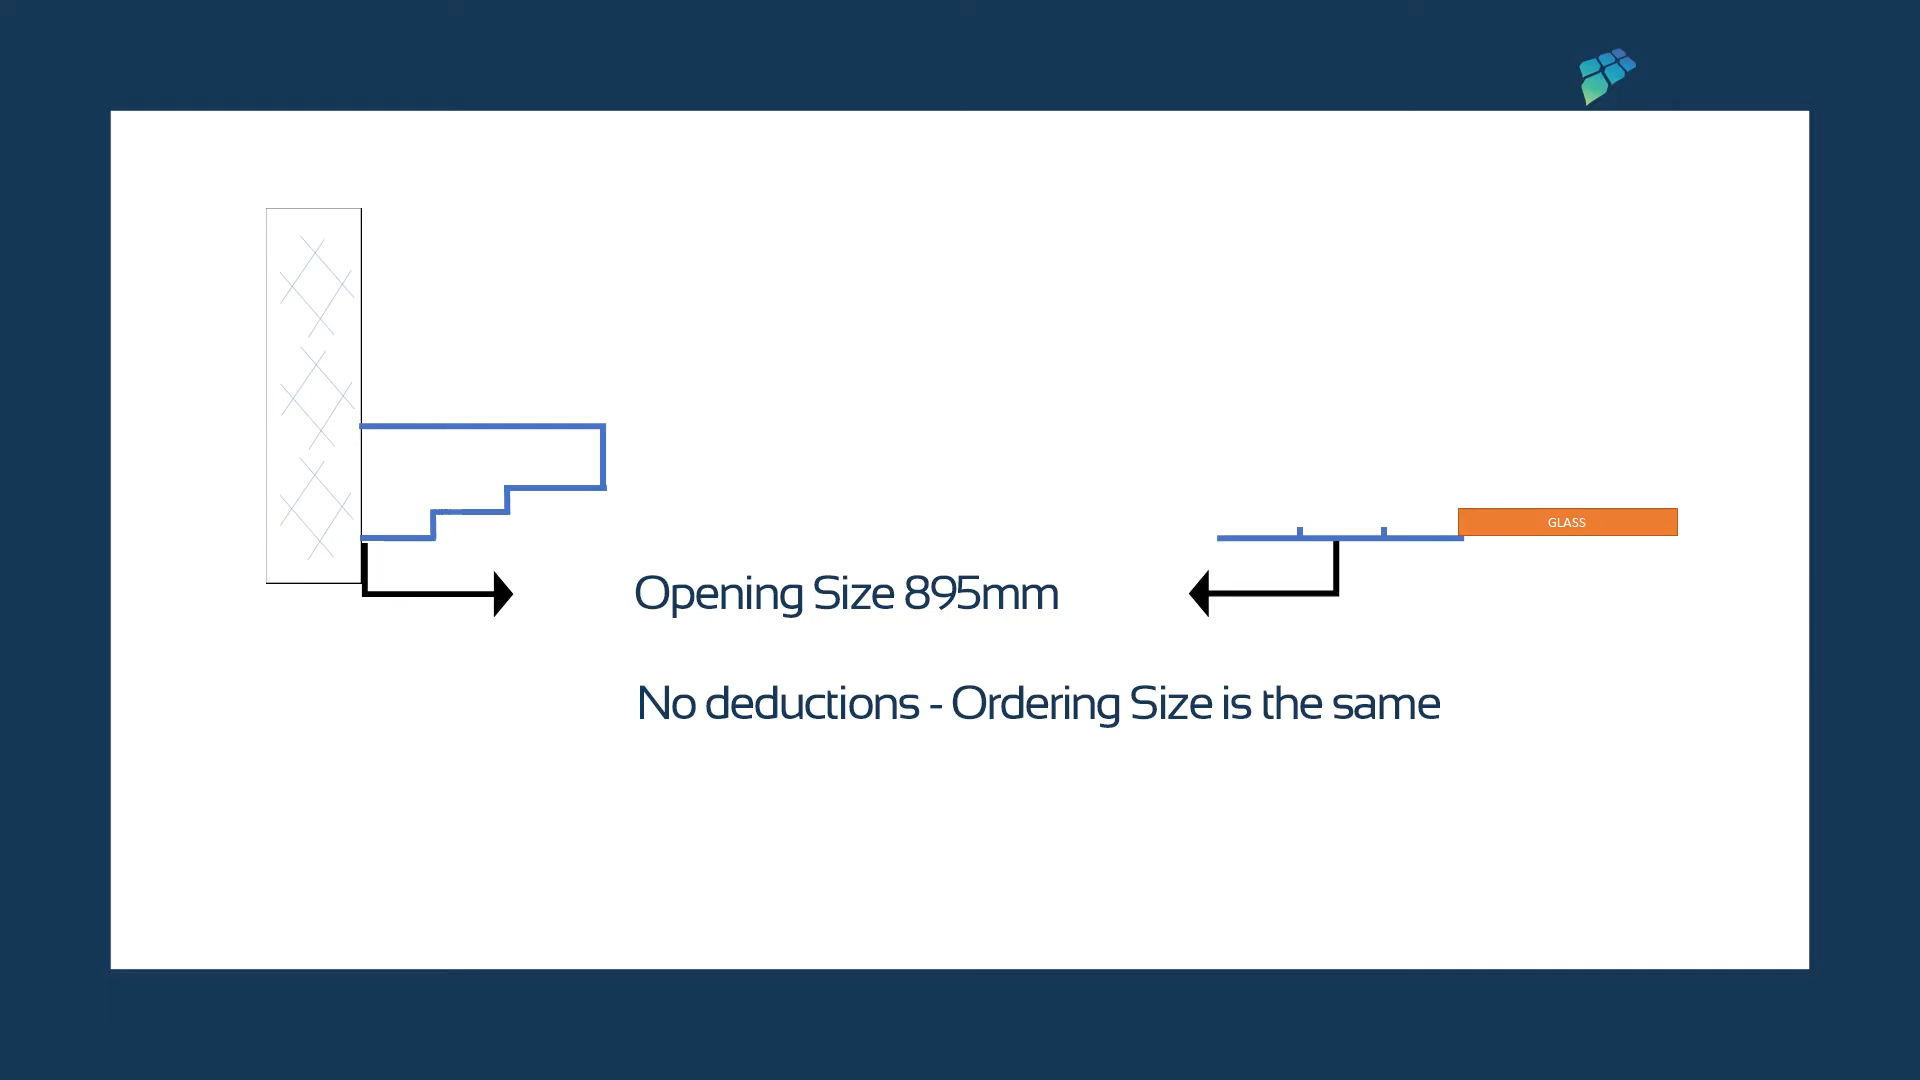 GLASS
Opening Size 895mm
No deductions - Ordering Size is the same